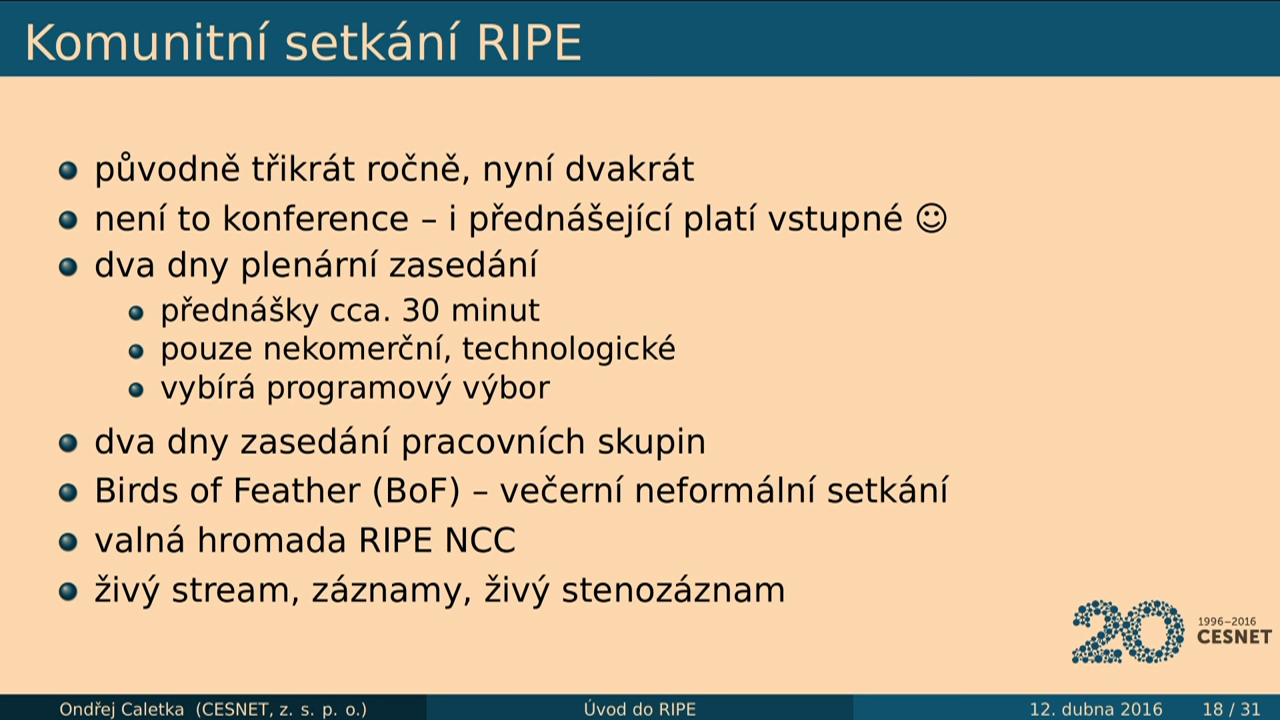 Komunitní setkání RIPE
původně třikrát ročně, nyní dvakrát
není to konference – i přednášející platí vstupné ☺
dva dny plenární zasedání
přednášky cca. 30 minut
pouze nekomerční, technologické
vybírá programový výbor
dva dny zasedání pracovních skupin
Birds of Feather (BoF) – večerní neformální setkání
valná hromada RIPE NCC
živý stream, záznamy, živý stenozáznam
20 1996–2016
CESNET
Ondřej Caletka (CESNET, z. s. p. o.) Úvod do RIPE 12. dubna 2016 18 / 31